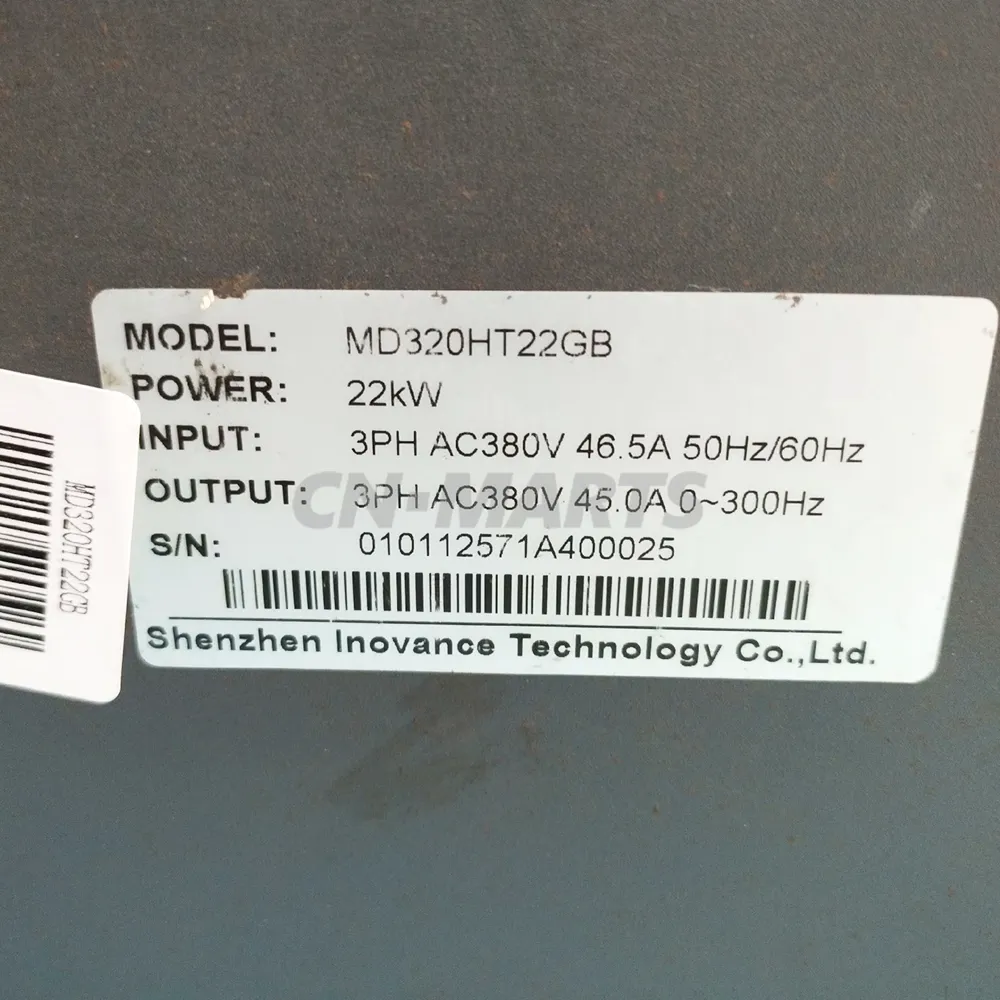 MODEL: MD320HT22GB
POWER: 22kW
INPUT: 3PH AC380V 46.5A 50Hz/60Hz
OUTPUT: 3PH AC380V 45.0A 0~300Hz
CN-MARTS
S/N: 010112571A400025
Shenzhen Inovance Technology Co.,Ltd.
MD320HT22GB